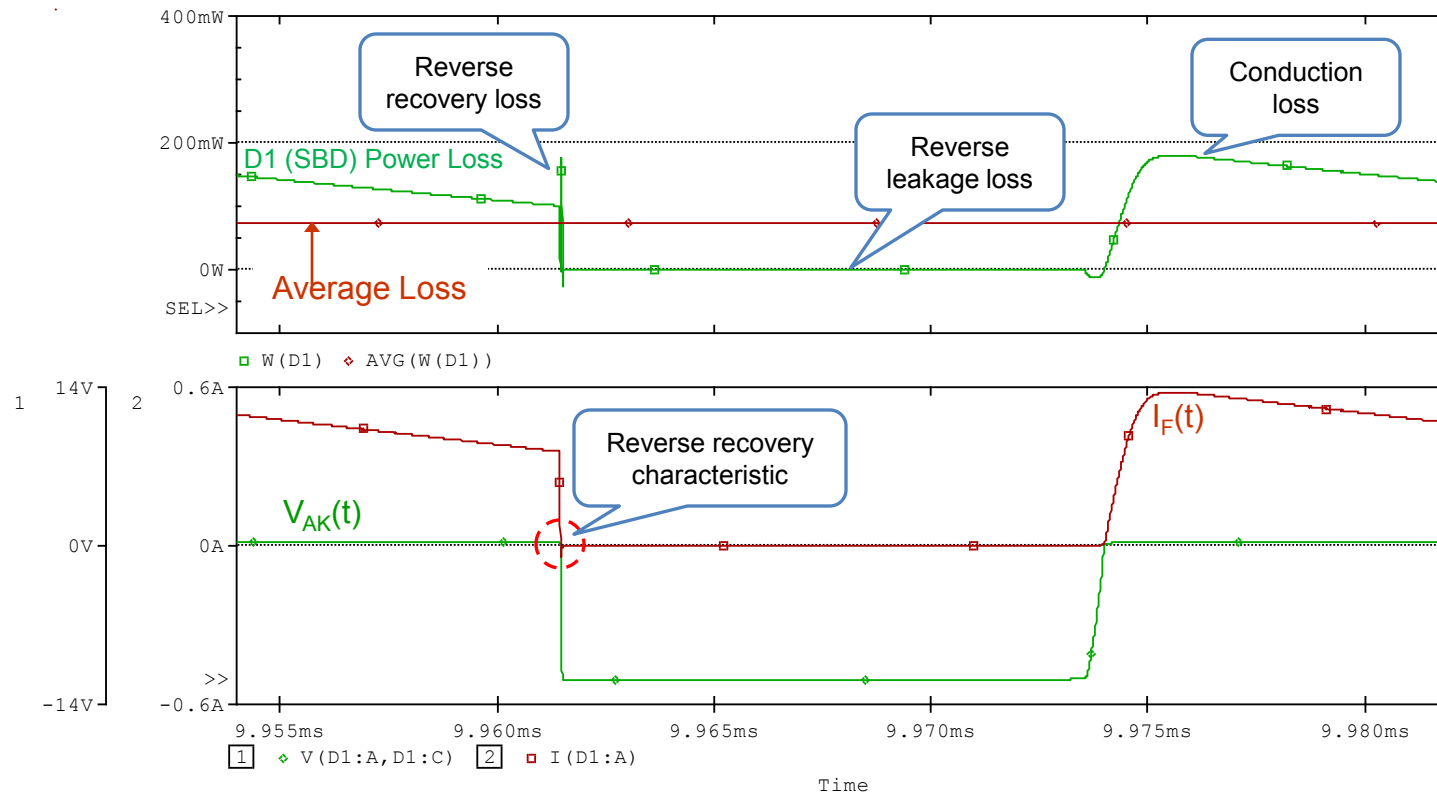 400mW
Reverse
recovery loss
Conduction
loss
200mW
D1 (SBD) Power Loss
Reverse
leakage loss
0W
Average Loss
SEL>>
W(D1) AVG(W(D1))
1 14V 2 0.6A
I_F(t)
Reverse recovery
characteristic
V_AK(t)
0V 0A
>>
-14V -0.6A
9.955ms 9.960ms 9.965ms 9.970ms 9.975ms 9.980ms
1 V(D1:A,D1:C) 2 I(D1:A)
Time